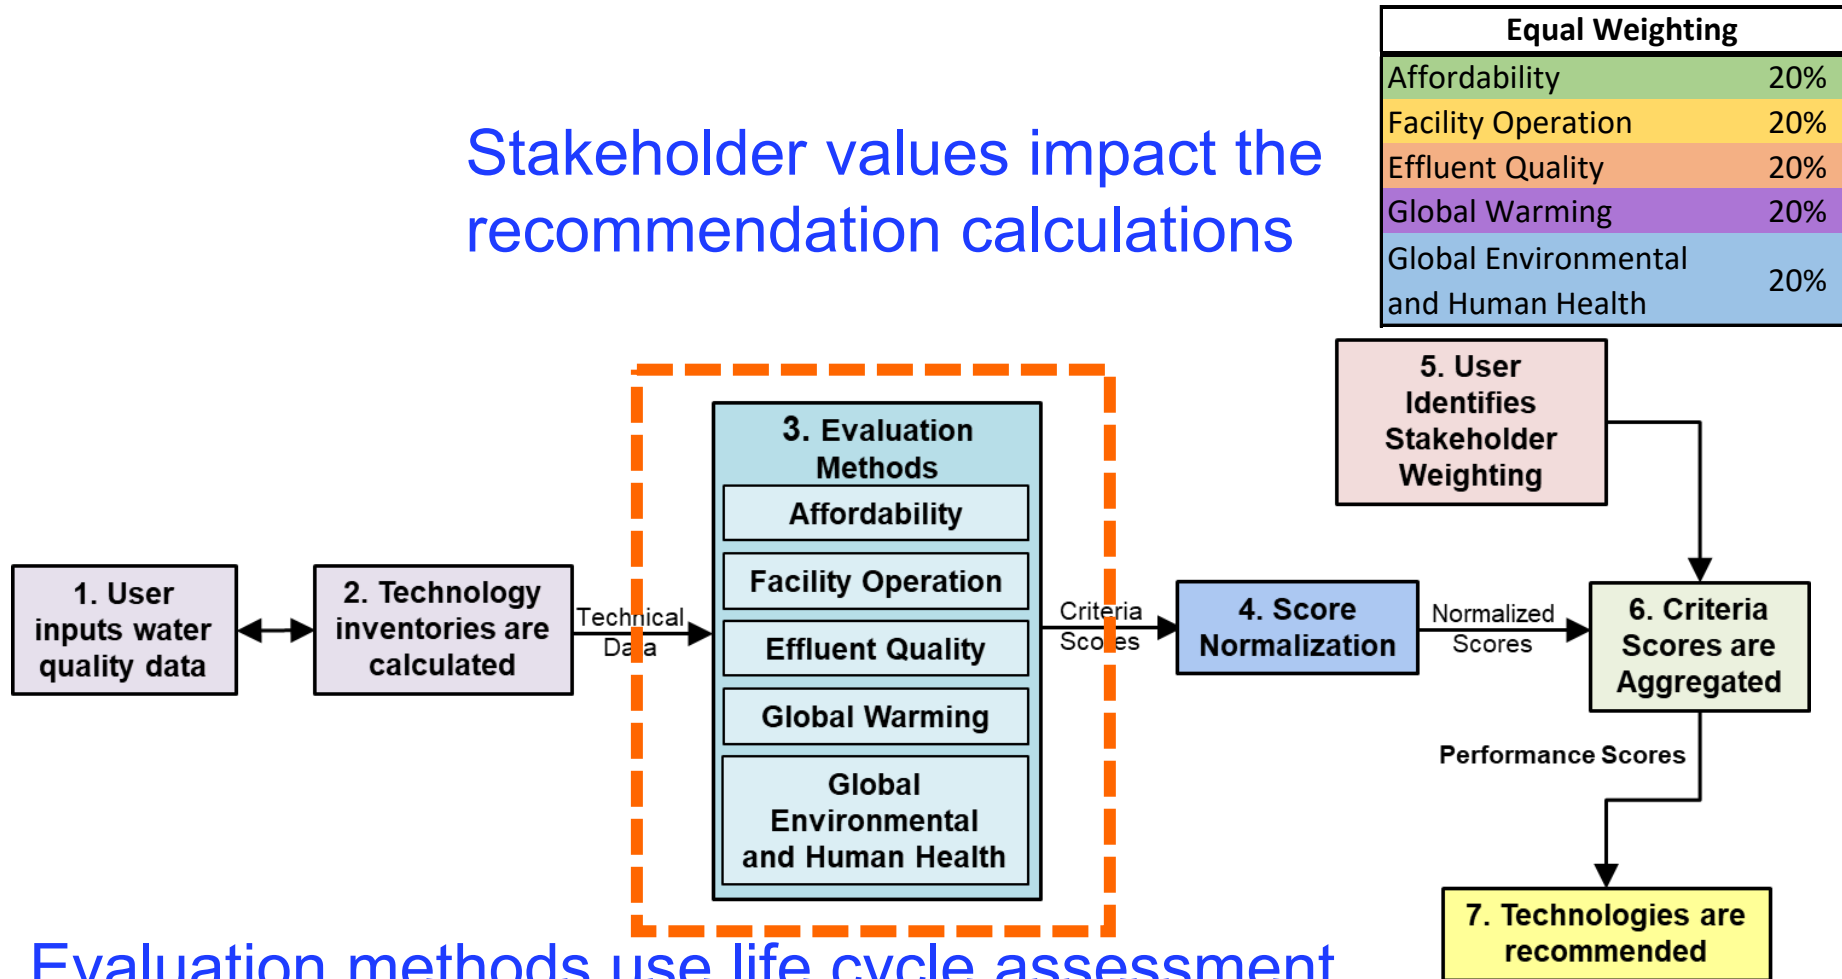 Equal Weighting
Affordability 20%
Facility Operation 20%
Effluent Quality 20%
Global Warming 20%
Global Environmental
and Human Health 20%
Stakeholder values impact the
recommendation calculations
1. User
inputs water
quality data
2. Technology
inventories are
calculated
Technical
Data
3. Evaluation
Methods
Affordability
Facility Operation
Effluent Quality
Global Warming
Global
Environmental
and Human Health
Criteria
Scores
4. Score
Normalization
Normalized
Scores
5. User
Identifies
Stakeholder
Weighting
6. Criteria
Scores are
Aggregated
Performance Scores
7. Technologies are
recommended
Evaluation methods use life cycle assessment